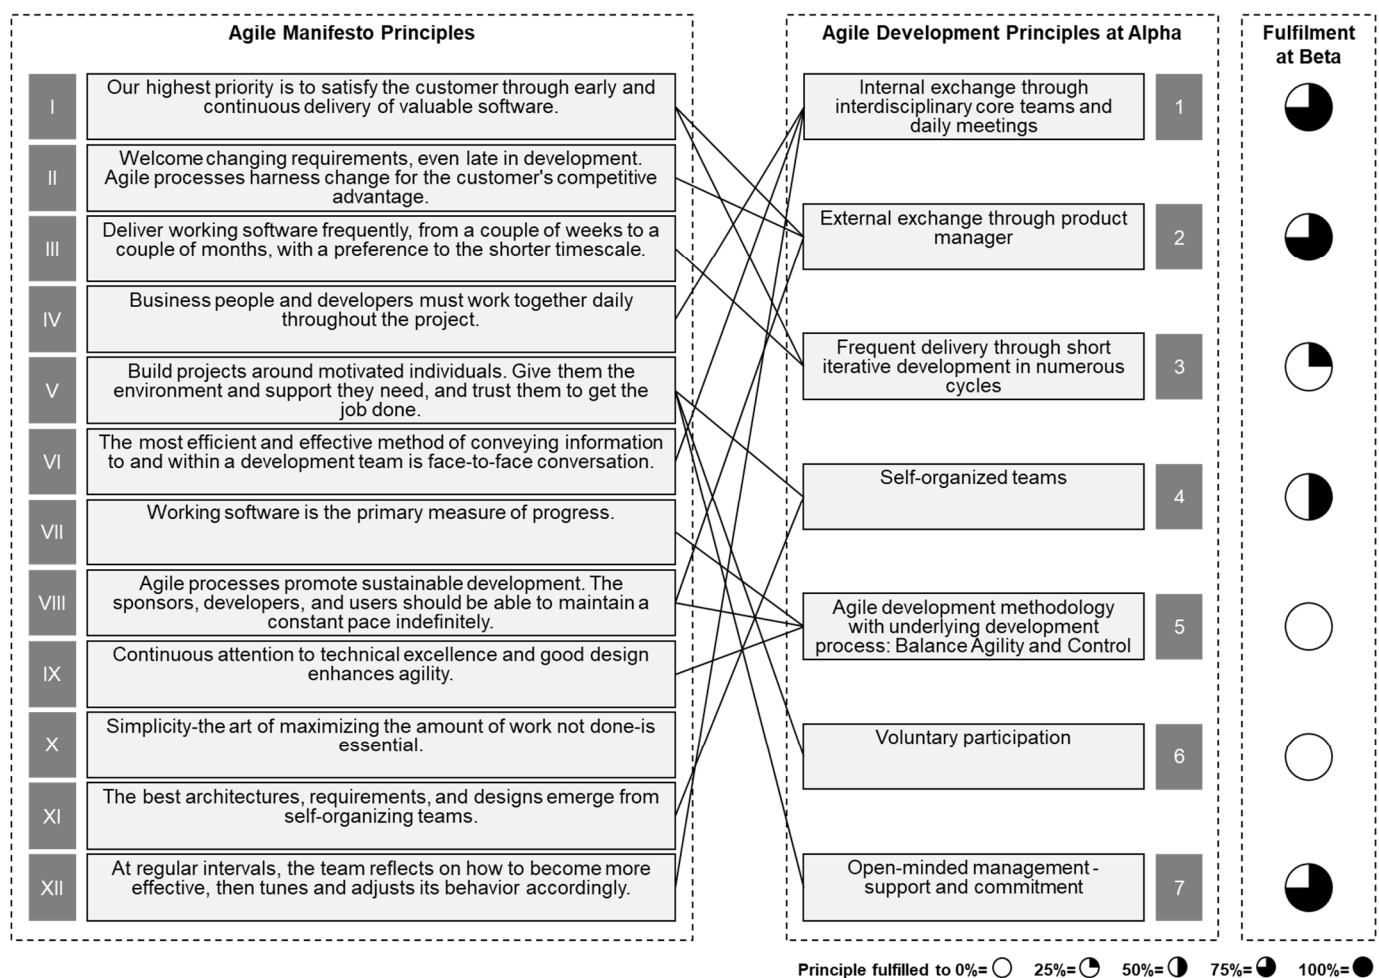 Agile Manifesto Principles
I
Our highest priority is to satisfy the customer through early and
continuous delivery of valuable software.
II
Welcome changing requirements, even late in development.
Agile processes harness change for the customer's competitive
advantage.
III
Deliver working software frequently, from a couple of weeks to a
couple of months, with a preference to the shorter timescale.
IV
Business people and developers must work together daily
throughout the project.
V
Build projects around motivated individuals. Give them the
environment and support they need, and trust them to get the
job done.
VI
The most efficient and effective method of conveying information
to and within a development team is face-to-face conversation.
VII
Working software is the primary measure of progress.
VIII
Agile processes promote sustainable development. The
sponsors, developers, and users should be able to maintain a
constant pace indefinitely.
IX
Continuous attention to technical excellence and good design
enhances agility.
X
Simplicity-the art of maximizing the amount of work not done-is
essential.
XI
The best architectures, requirements, and designs emerge from
self-organizing teams.
XII
At regular intervals, the team reflects on how to become more
effective, then tunes and adjusts its behavior accordingly.
Agile Development Principles at Alpha
Internal exchange through
interdisciplinary core teams and
daily meetings
1
External exchange through product
manager
2
Frequent delivery through short
iterative development in numerous
cycles
3
Self-organized teams
4
Agile development methodology
with underlying development
process: Balance Agility and Control
5
Voluntary participation
6
Open-minded management -
support and commitment
7
Fulfilment
at Beta
Principle fulfilled to 0%= 25%= 50%= 75%= 100%=